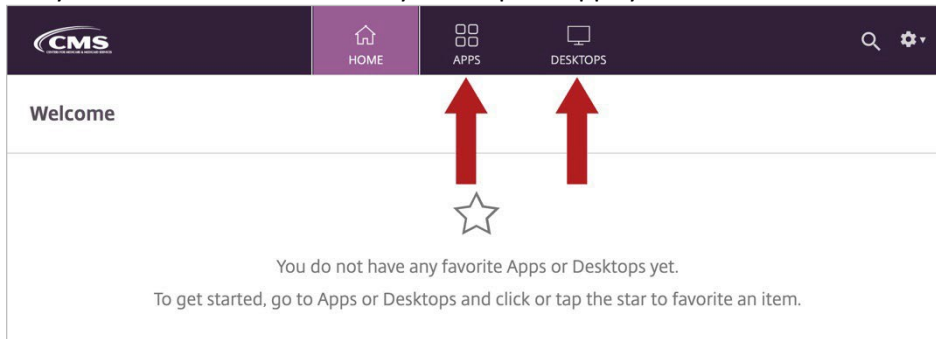 CMS
HOME
APPS
DESKTOPS
Welcome
You do not have any favorite Apps or Desktops yet.
To get started, go to Apps or Desktops and click or tap the star to favorite an item.